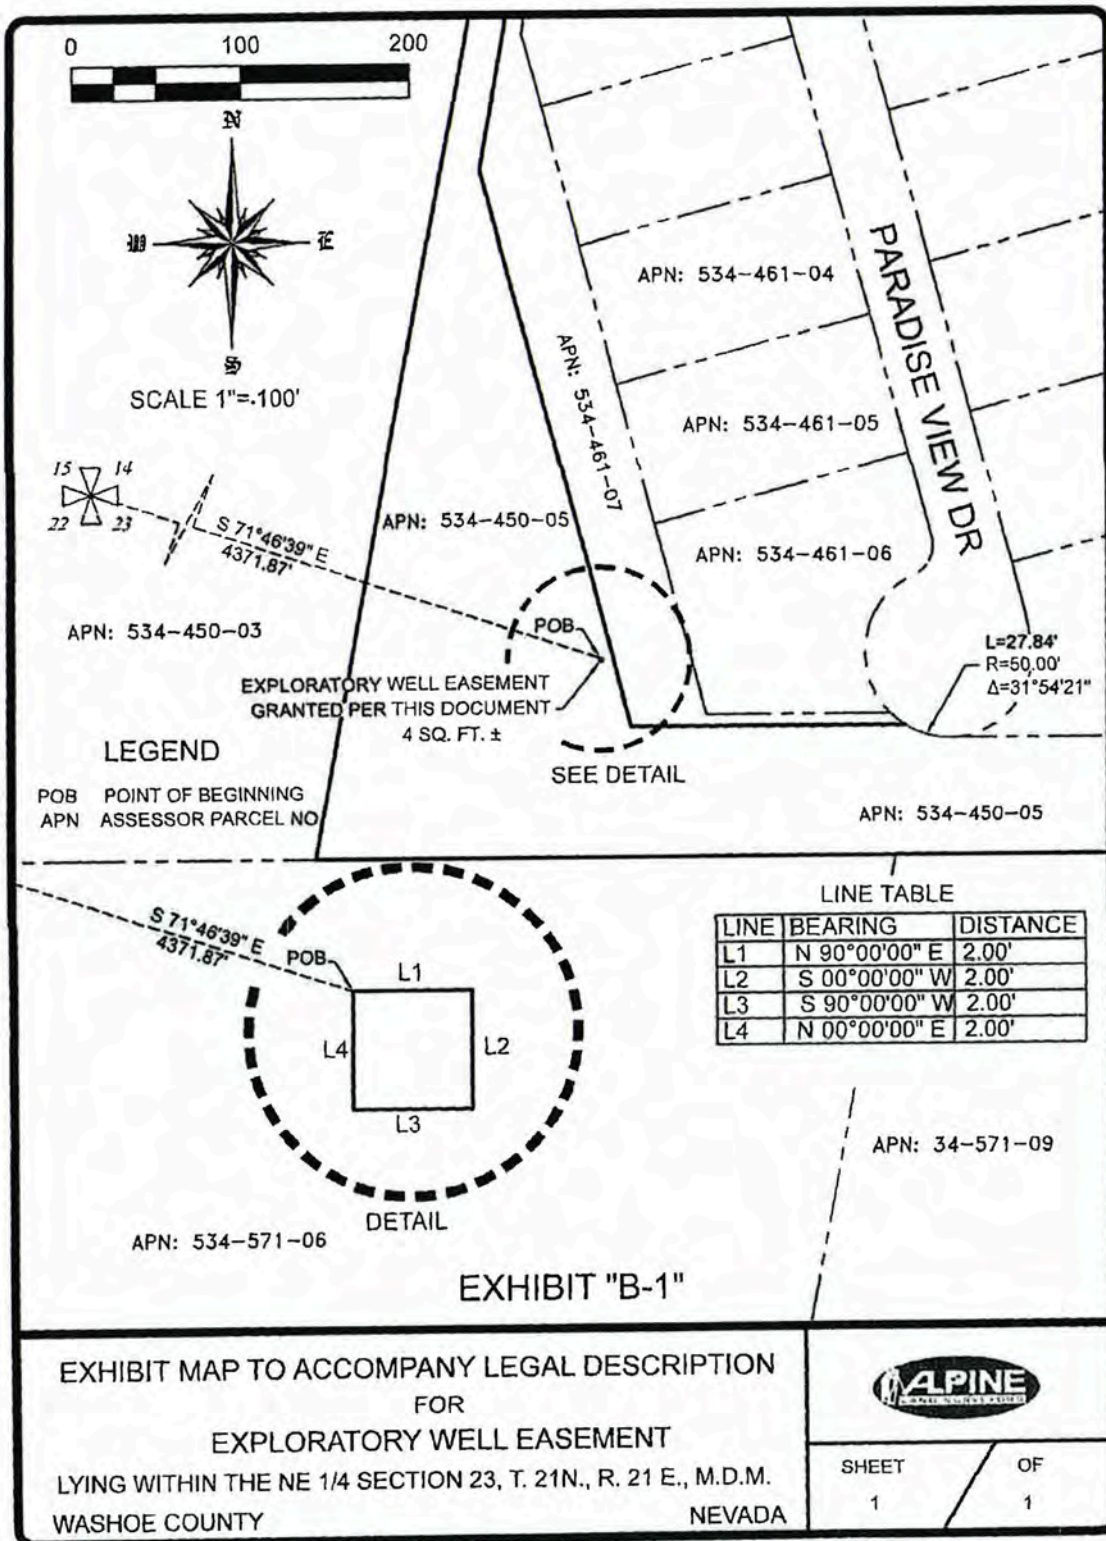 0 100 200
N
W E
S
SCALE 1"=.100'
APN: 534-461-04
PARADISE VIEW DR
APN: 534-461-07
APN: 534-461-05
15 14
22 23
S 71°46'39" E
4371.87'
APN: 534-450-05
APN: 534-461-06
APN: 534-450-03
POB
L=27.84'
R=50.00'
Δ=31°54'21"
EXPLORATORY WELL EASEMENT
GRANTED PER THIS DOCUMENT
4 SQ. FT. ±
LEGEND
SEE DETAIL
POB POINT OF BEGINNING
APN ASSESSOR PARCEL NO
APN: 534-450-05
S 71°46'39" E
4371.87'
POB
L1
L4 L2
L3
DETAIL
LINE TABLE
LINE BEARING DISTANCE
L1 N 90°00'00" E 2.00'
L2 S 00°00'00" W 2.00'
L3 S 90°00'00" W 2.00'
L4 N 00°00'00" E 2.00'
APN: 34-571-09
APN: 534-571-06
EXHIBIT "B-1"
EXHIBIT MAP TO ACCOMPANY LEGAL DESCRIPTION
FOR
EXPLORATORY WELL EASEMENT
LYING WITHIN THE NE 1/4 SECTION 23, T. 21N., R. 21 E., M.D.M.
WASHOE COUNTY NEVADA
ALPINE
LAND SURVEYORS
SHEET OF
1 1